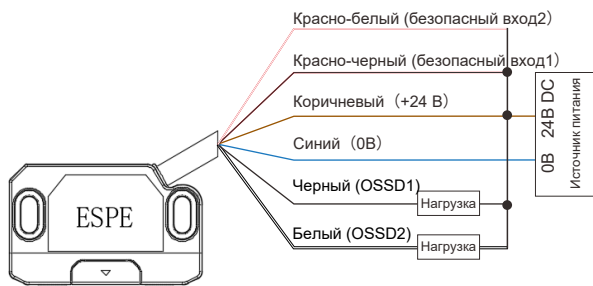 Красно-белый (безопасный вход2)
Красно-черный (безопасный вход1)
Коричневый (+24 В)
Синий (0В)
Черный (OSSD1)
Нагрузка
Белый (OSSD2)
Нагрузка
0В 24В DC
Источник питания
ESPE